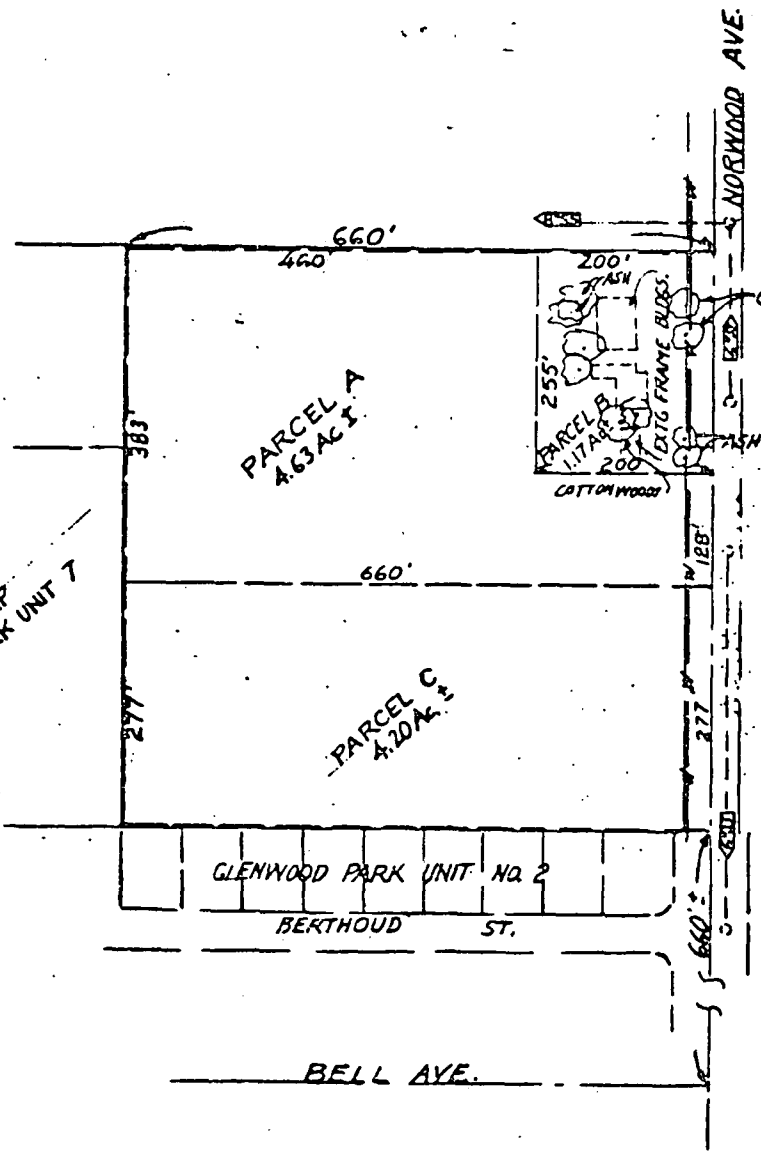 NORWOOD AVE.
660'
460
200'
ASH
EXT'G FRAME BLDGS.
255'
PARCEL A
4.63 AC ±
PARCEL B
1.17 Ac±
383'
200'
ASH
COTTONWOODS
128'
660'
UNIT 7
PARCEL C
4.20 Ac ±
277'
277
GLENWOOD PARK UNIT NO. 2
BERTHOUD ST.
660'±
BELL AVE.